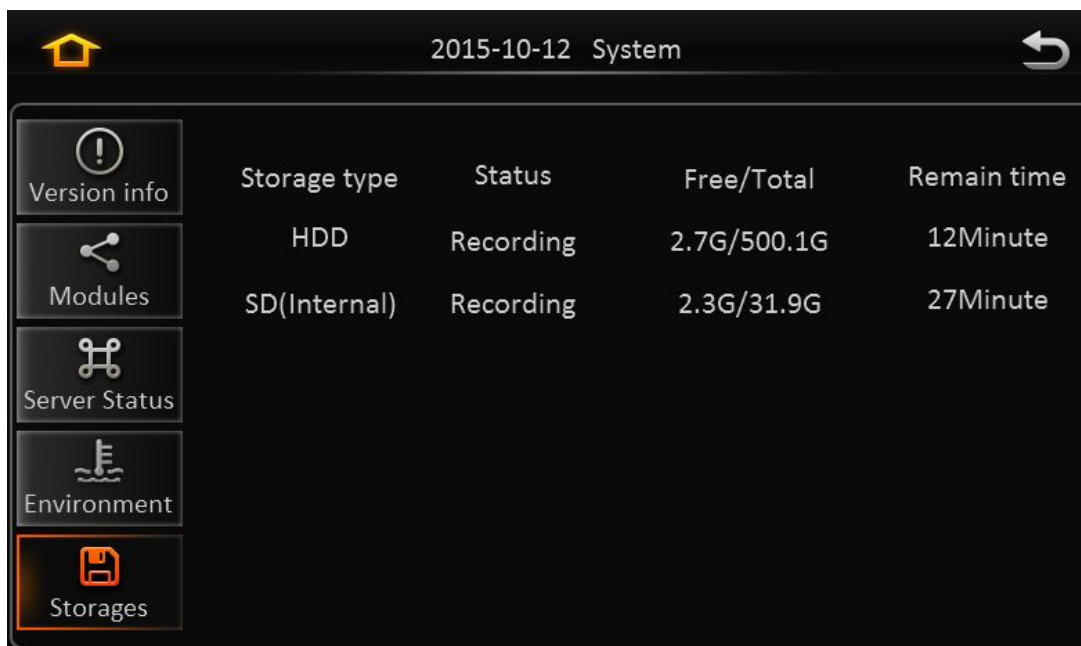 2015-10-12 System
Version info
Modules
Server Status
Environment
Storages
Storage type Status Free/Total Remain time
HDD Recording 2.7G/500.1G 12Minute
SD(Internal) Recording 2.3G/31.9G 27Minute